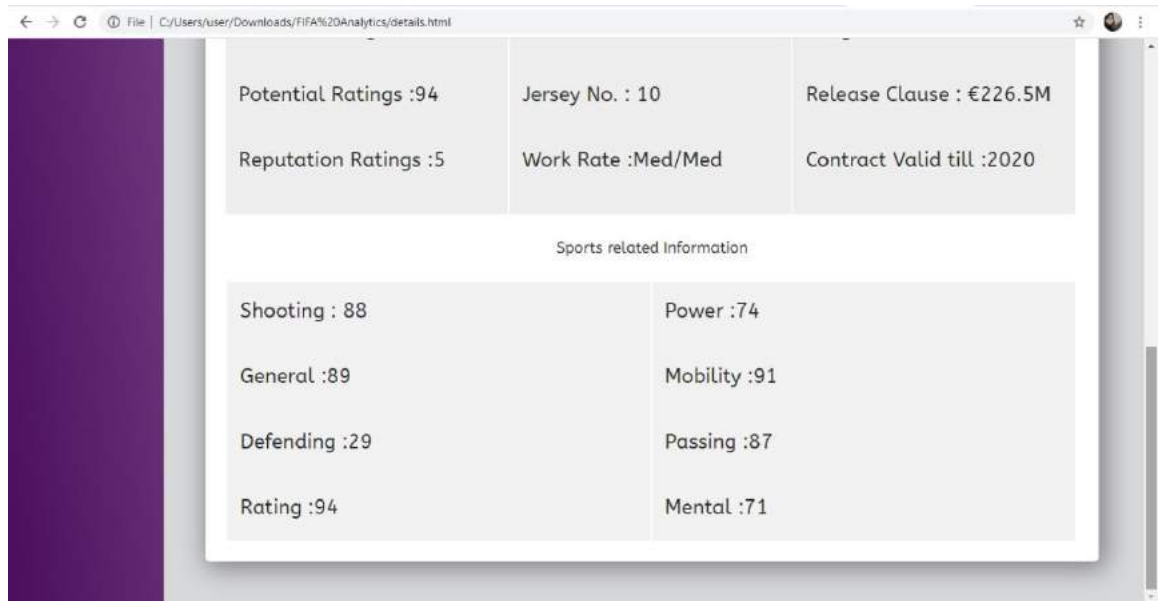 File | C:/Users/user/Downloads/FIFA%20Analytics/details.html
Potential Ratings :94 Jersey No. : 10 Release Clause : €226.5M
Reputation Ratings :5 Work Rate :Med/Med Contract Valid till :2020
Sports related Information
Shooting : 88 Power :74
General :89 Mobility :91
Defending :29 Passing :87
Rating :94 Mental :71